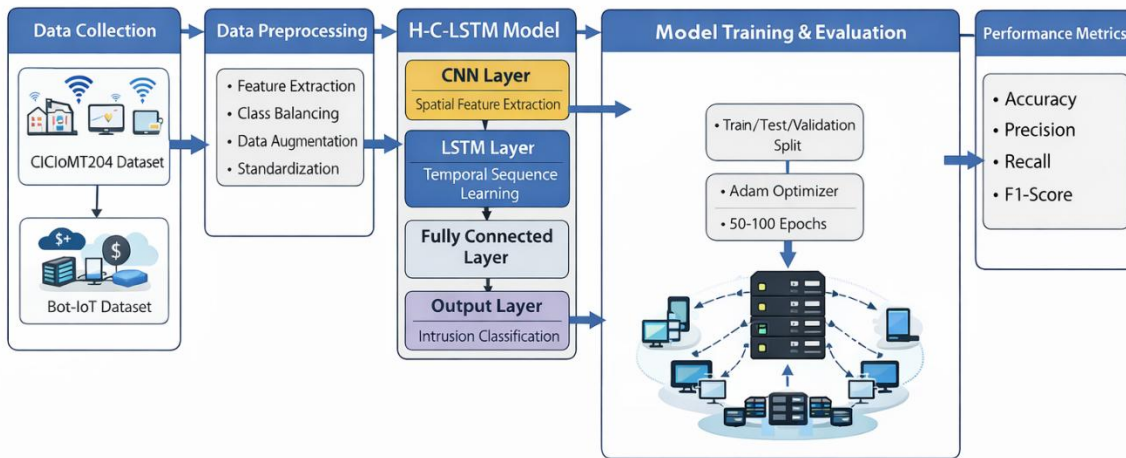 Data Collection
CICIoMT204 Dataset
$+
$
Bot-IoT Dataset
Data Preprocessing
• Feature Extraction
• Class Balancing
• Data Augmentation
• Standardization
H-C-LSTM Model
CNN Layer
Spatial Feature Extraction
LSTM Layer
Temporal Sequence
Learning
Fully Connected
Layer
Output Layer
Intrusion Classification
Model Training & Evaluation
• Train/Test/Validation
Split
• Adam Optimizer
• 50-100 Epochs
Performance Metrics
• Accuracy
• Precision
• Recall
• F1-Score